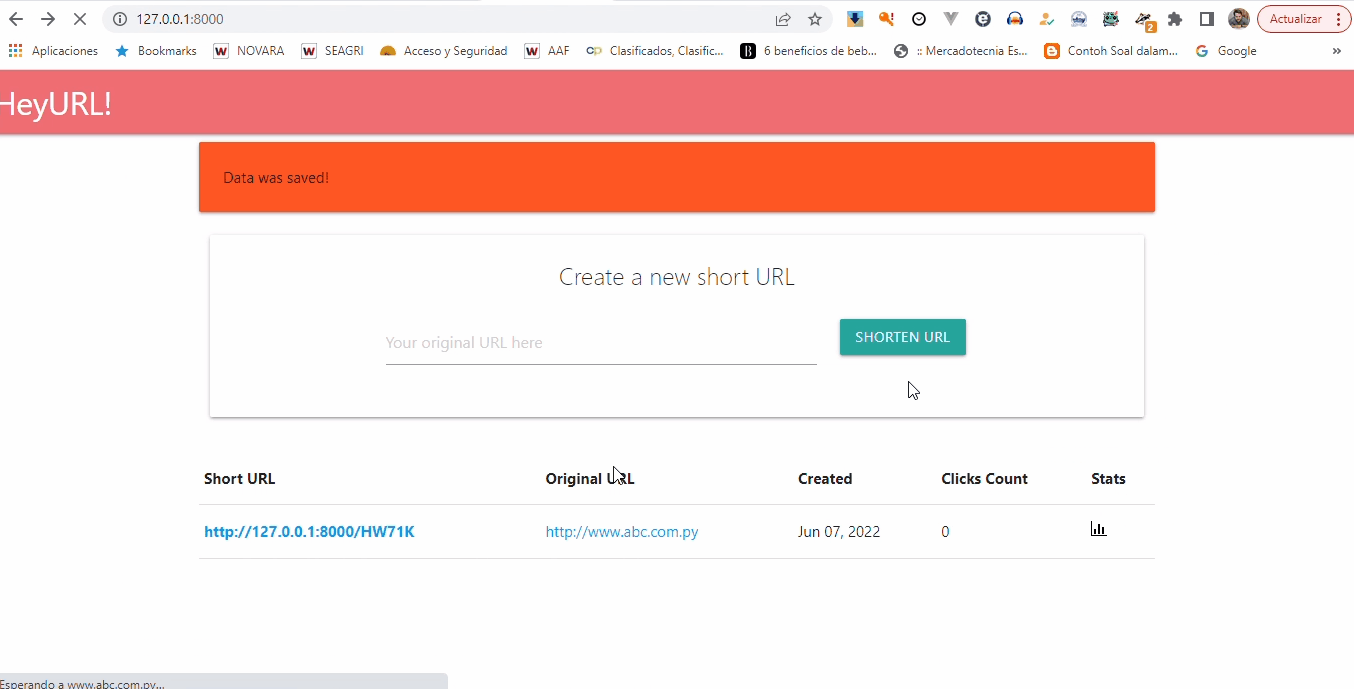 127.0.0.1:8000
Actualizar
Aplicaciones Bookmarks NOVARA SEAGRI Acceso y Seguridad AAF Clasificados, Clasific... 6 beneficios de beb... :: Mercadotecnia Es... Contoh Soal dalam... Google »
HeyURL!
Data was saved!
Create a new short URL
Your original URL here
SHORTEN URL
Short URL Original URL Created Clicks Count Stats
http://127.0.0.1:8000/HW71K http://www.abc.com.py Jun 07, 2022 0
Esperando a www.abc.com.py...